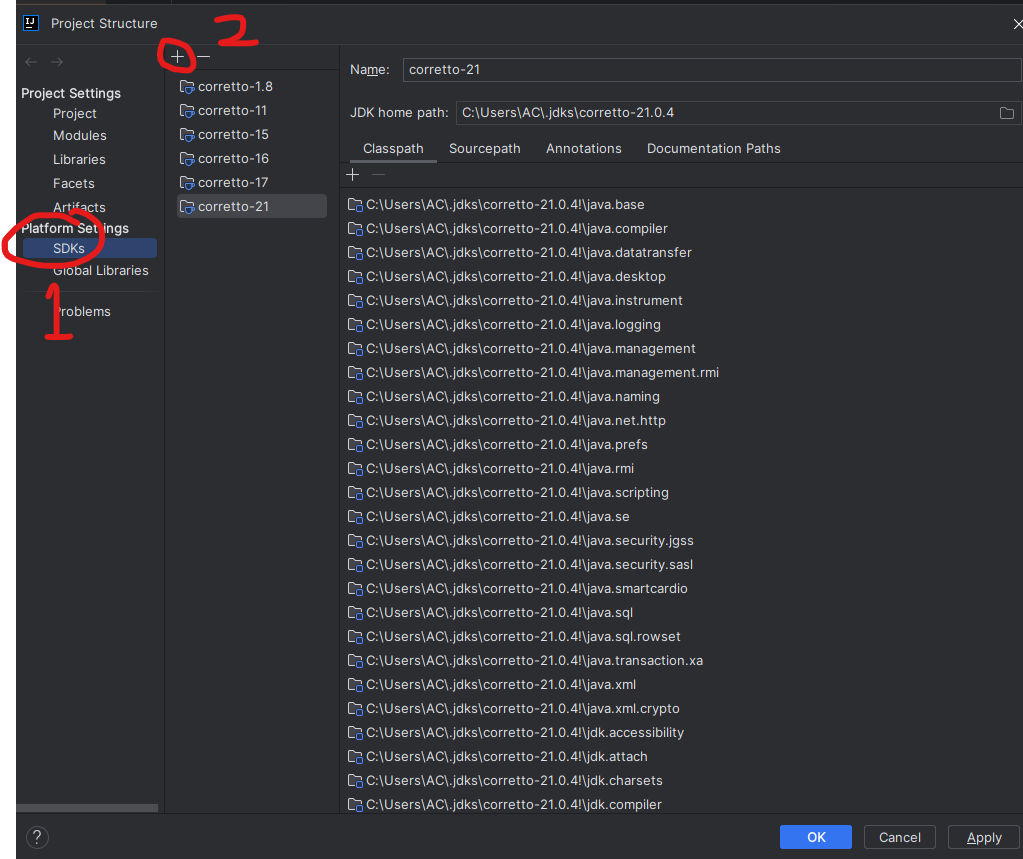 IJ
Project Structure
2
Project Settings
Project
Modules
Libraries
Facets
Artifacts
Platform Settings
SDKs
Global Libraries
1
Problems
corretto-1.8
corretto-11
corretto-15
corretto-16
corretto-17
corretto-21
Name: corretto-21
JDK home path: C:\Users\AC\.jdks\corretto-21.0.4
Classpath Sourcepath Annotations Documentation Paths
C:\Users\AC\.jdks\corretto-21.0.4!\java.base
C:\Users\AC\.jdks\corretto-21.0.4!\java.compiler
C:\Users\AC\.jdks\corretto-21.0.4!\java.datatransfer
C:\Users\AC\.jdks\corretto-21.0.4!\java.desktop
C:\Users\AC\.jdks\corretto-21.0.4!\java.instrument
C:\Users\AC\.jdks\corretto-21.0.4!\java.logging
C:\Users\AC\.jdks\corretto-21.0.4!\java.management
C:\Users\AC\.jdks\corretto-21.0.4!\java.management.rmi
C:\Users\AC\.jdks\corretto-21.0.4!\java.naming
C:\Users\AC\.jdks\corretto-21.0.4!\java.net.http
C:\Users\AC\.jdks\corretto-21.0.4!\java.prefs
C:\Users\AC\.jdks\corretto-21.0.4!\java.rmi
C:\Users\AC\.jdks\corretto-21.0.4!\java.scripting
C:\Users\AC\.jdks\corretto-21.0.4!\java.se
C:\Users\AC\.jdks\corretto-21.0.4!\java.security.jgss
C:\Users\AC\.jdks\corretto-21.0.4!\java.security.sasl
C:\Users\AC\.jdks\corretto-21.0.4!\java.smartcardio
C:\Users\AC\.jdks\corretto-21.0.4!\java.sql
C:\Users\AC\.jdks\corretto-21.0.4!\java.sql.rowset
C:\Users\AC\.jdks\corretto-21.0.4!\java.transaction.xa
C:\Users\AC\.jdks\corretto-21.0.4!\java.xml
C:\Users\AC\.jdks\corretto-21.0.4!\java.xml.crypto
C:\Users\AC\.jdks\corretto-21.0.4!\jdk.accessibility
C:\Users\AC\.jdks\corretto-21.0.4!\jdk.attach
C:\Users\AC\.jdks\corretto-21.0.4!\jdk.charsets
C:\Users\AC\.jdks\corretto-21.0.4!\jdk.compiler
? OK Cancel Apply